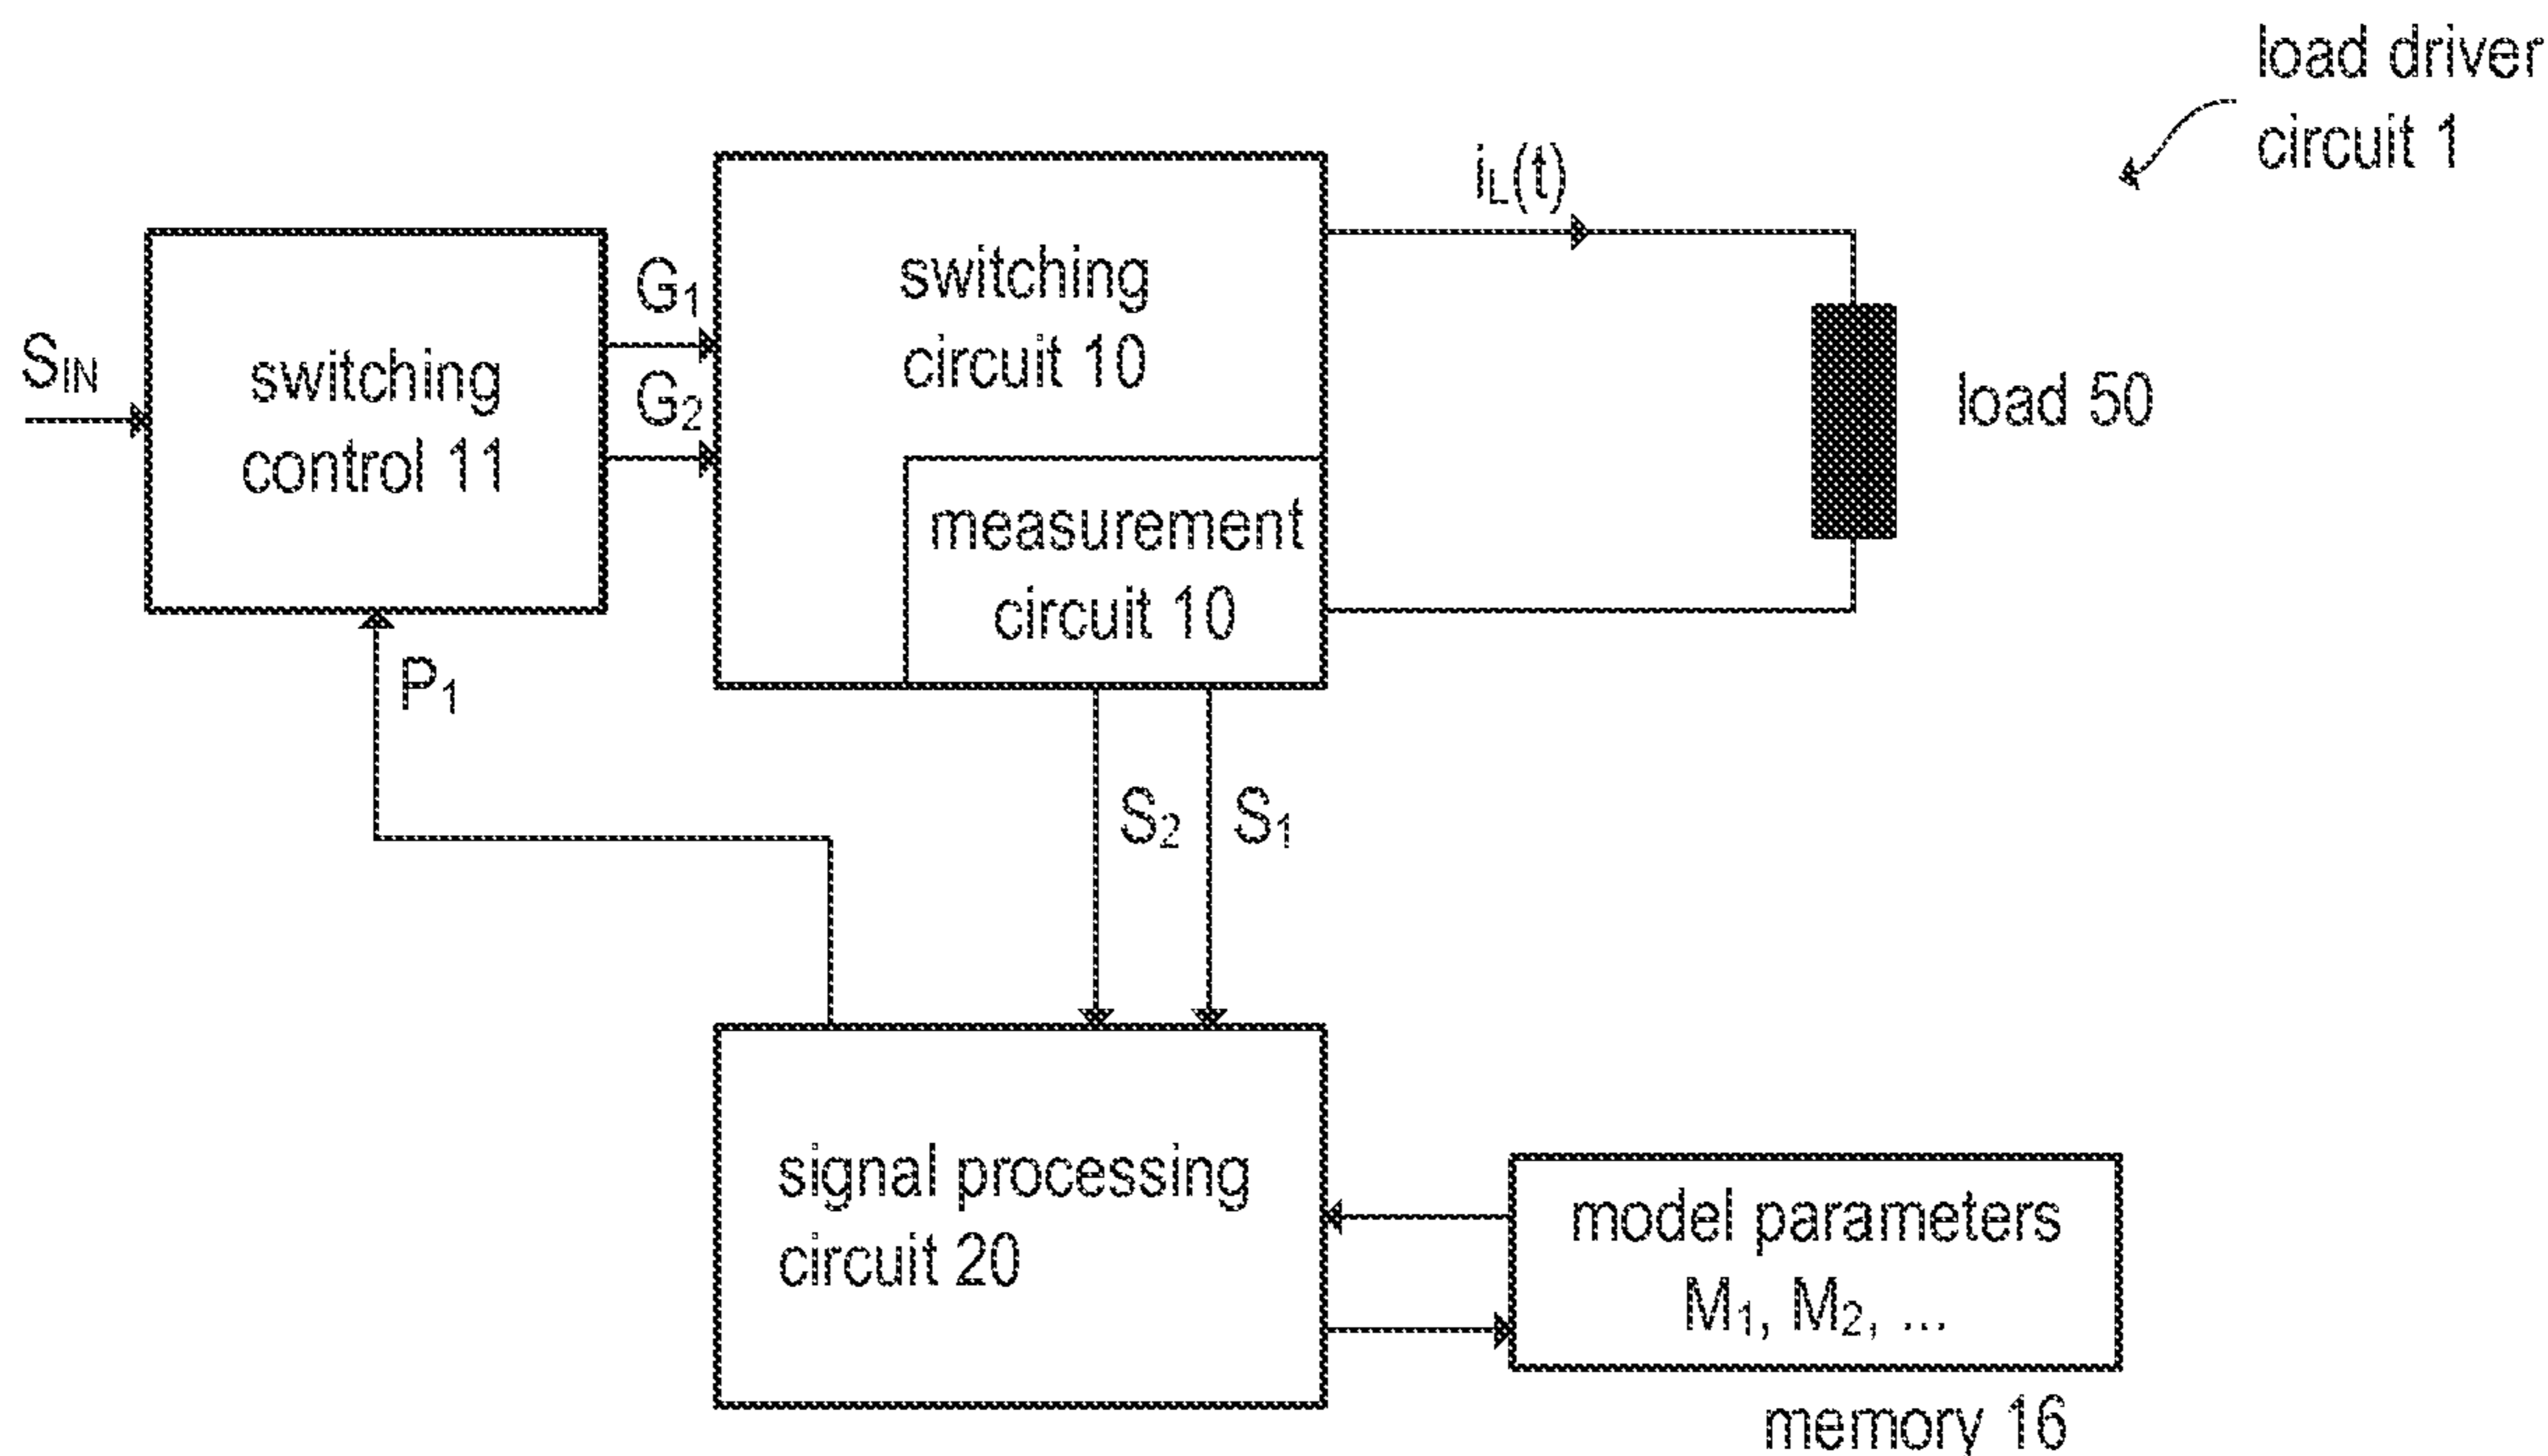 load driver
circuit 1
iL(t)
SIN
switching
control 11
G1
G2
switching
circuit 10
measurement
circuit 10
load 50
P1
S2
S1
signal processing
circuit 20
model parameters
M1, M2, ...
memory 16